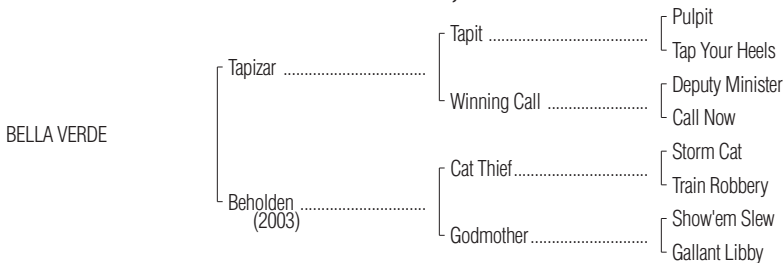 Pulpit
Tapit ..........................................
Tap Your Heels
Tapizar .....................................
Deputy Minister
Winning Call ..........................
Call Now
BELLA VERDE
Storm Cat
Cat Thief...................................
Train Robbery
Beholden .................................
(2003)
Show'em Slew
Godmother..............................
Gallant Libby